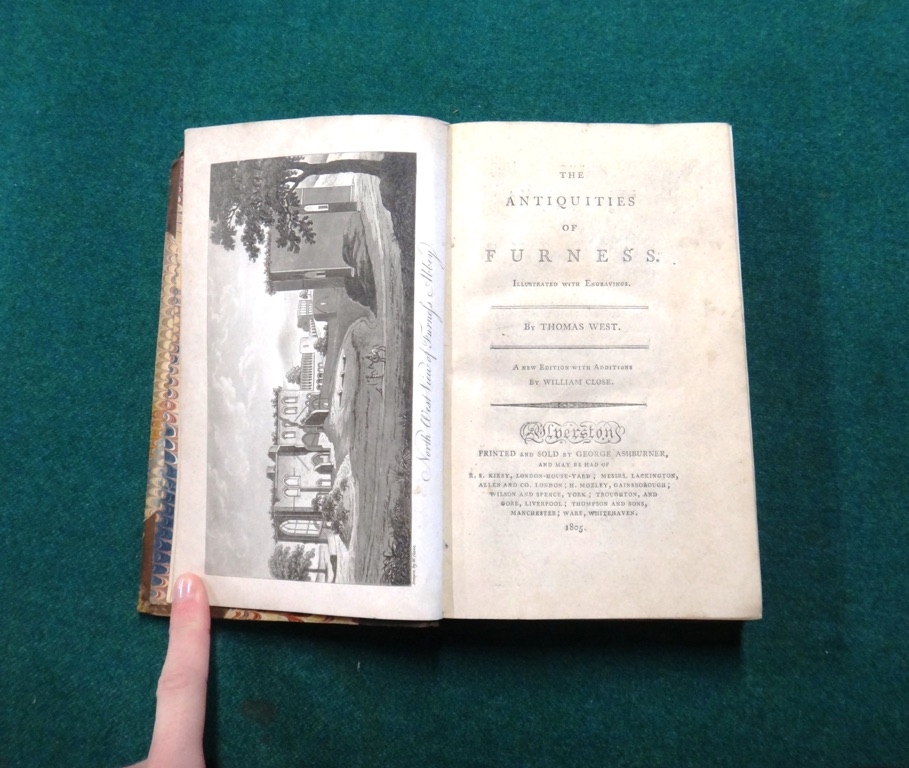 North West View of Furness Abbey
THE
ANTIQUITIES
OF
FURNESS.
ILLUSTRATED WITH ENGRAVINGS.
BY THOMAS WEST.
A NEW EDITION WITH ADDITIONS
BY WILLIAM CLOSE.
Ulverston
PRINTED AND SOLD BY GEORGE ASHBURNER,
AND MAY BE HAD OF
R. S. KIRBY, LONDON-HOUSE-YARD; MESSRS. LACKINGTON,
ALLEN AND CO. LONDON; H. MOZLEY, GAINSBOROUGH;
WILSON AND SPENCE, YORK; TROUGHTON, AND
GORE, LIVERPOOL; THOMPSON AND SONS,
MANCHESTER; WARE, WHITEHAVEN.
1805.